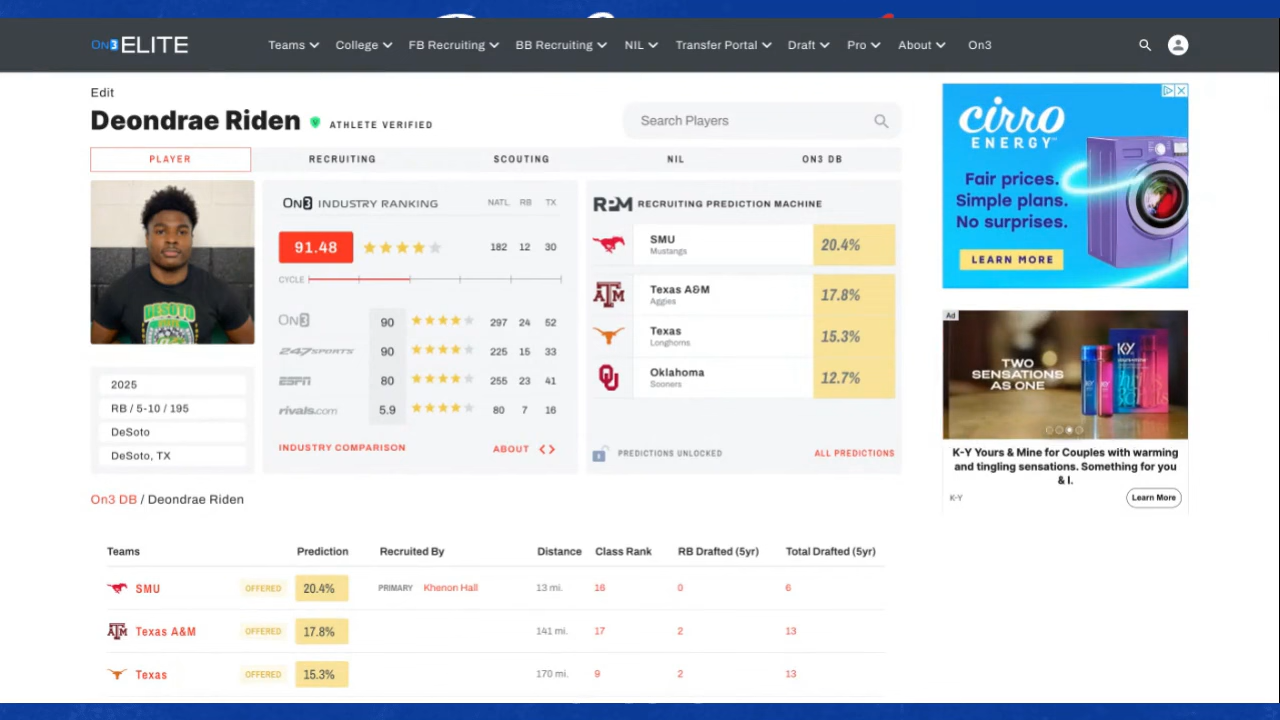 On3 ELITE
Teams College FB Recruiting BB Recruiting NIL Transfer Portal Draft Pro About On3
Edit
Deondrae Riden ATHLETE VERIFIED
Search Players
PLAYER RECRUITING SCOUTING NIL ON3 DB
DESOTO
2025
RB / 5-10 / 195
DeSoto
DeSoto, TX
On3 INDUSTRY RANKING NATL RB TX
91.48 182 12 30
CYCLE
On3 90 297 24 52
247SPORTS 90 225 15 33
ESPN 80 255 23 41
rivals.com 5.9 80 7 16
INDUSTRY COMPARISON ABOUT
RPM RECRUITING PREDICTION MACHINE
SMU 20.4%
Mustangs
Texas A&M 17.8%
Aggies
Texas 15.3%
Longhorns
Oklahoma 12.7%
Sooners
PREDICTIONS UNLOCKED ALL PREDICTIONS
cirro
ENERGY
Fair prices.
Simple plans.
No surprises.
LEARN MORE
Ad
TWO
SENSATIONS
AS ONE
K-Y
K-Y Yours & Mine for Couples with warming
and tingling sensations. Something for you
& I.
K-Y Learn More
On3 DB / Deondrae Riden
Teams Prediction Recruited By Distance Class Rank RB Drafted (5yr) Total Drafted (5yr)
SMU OFFERED 20.4% PRIMARY Khenon Hall 13 mi. 16 0 6
Texas A&M OFFERED 17.8% 141 mi. 17 2 13
Texas OFFERED 15.3% 170 mi. 9 2 13